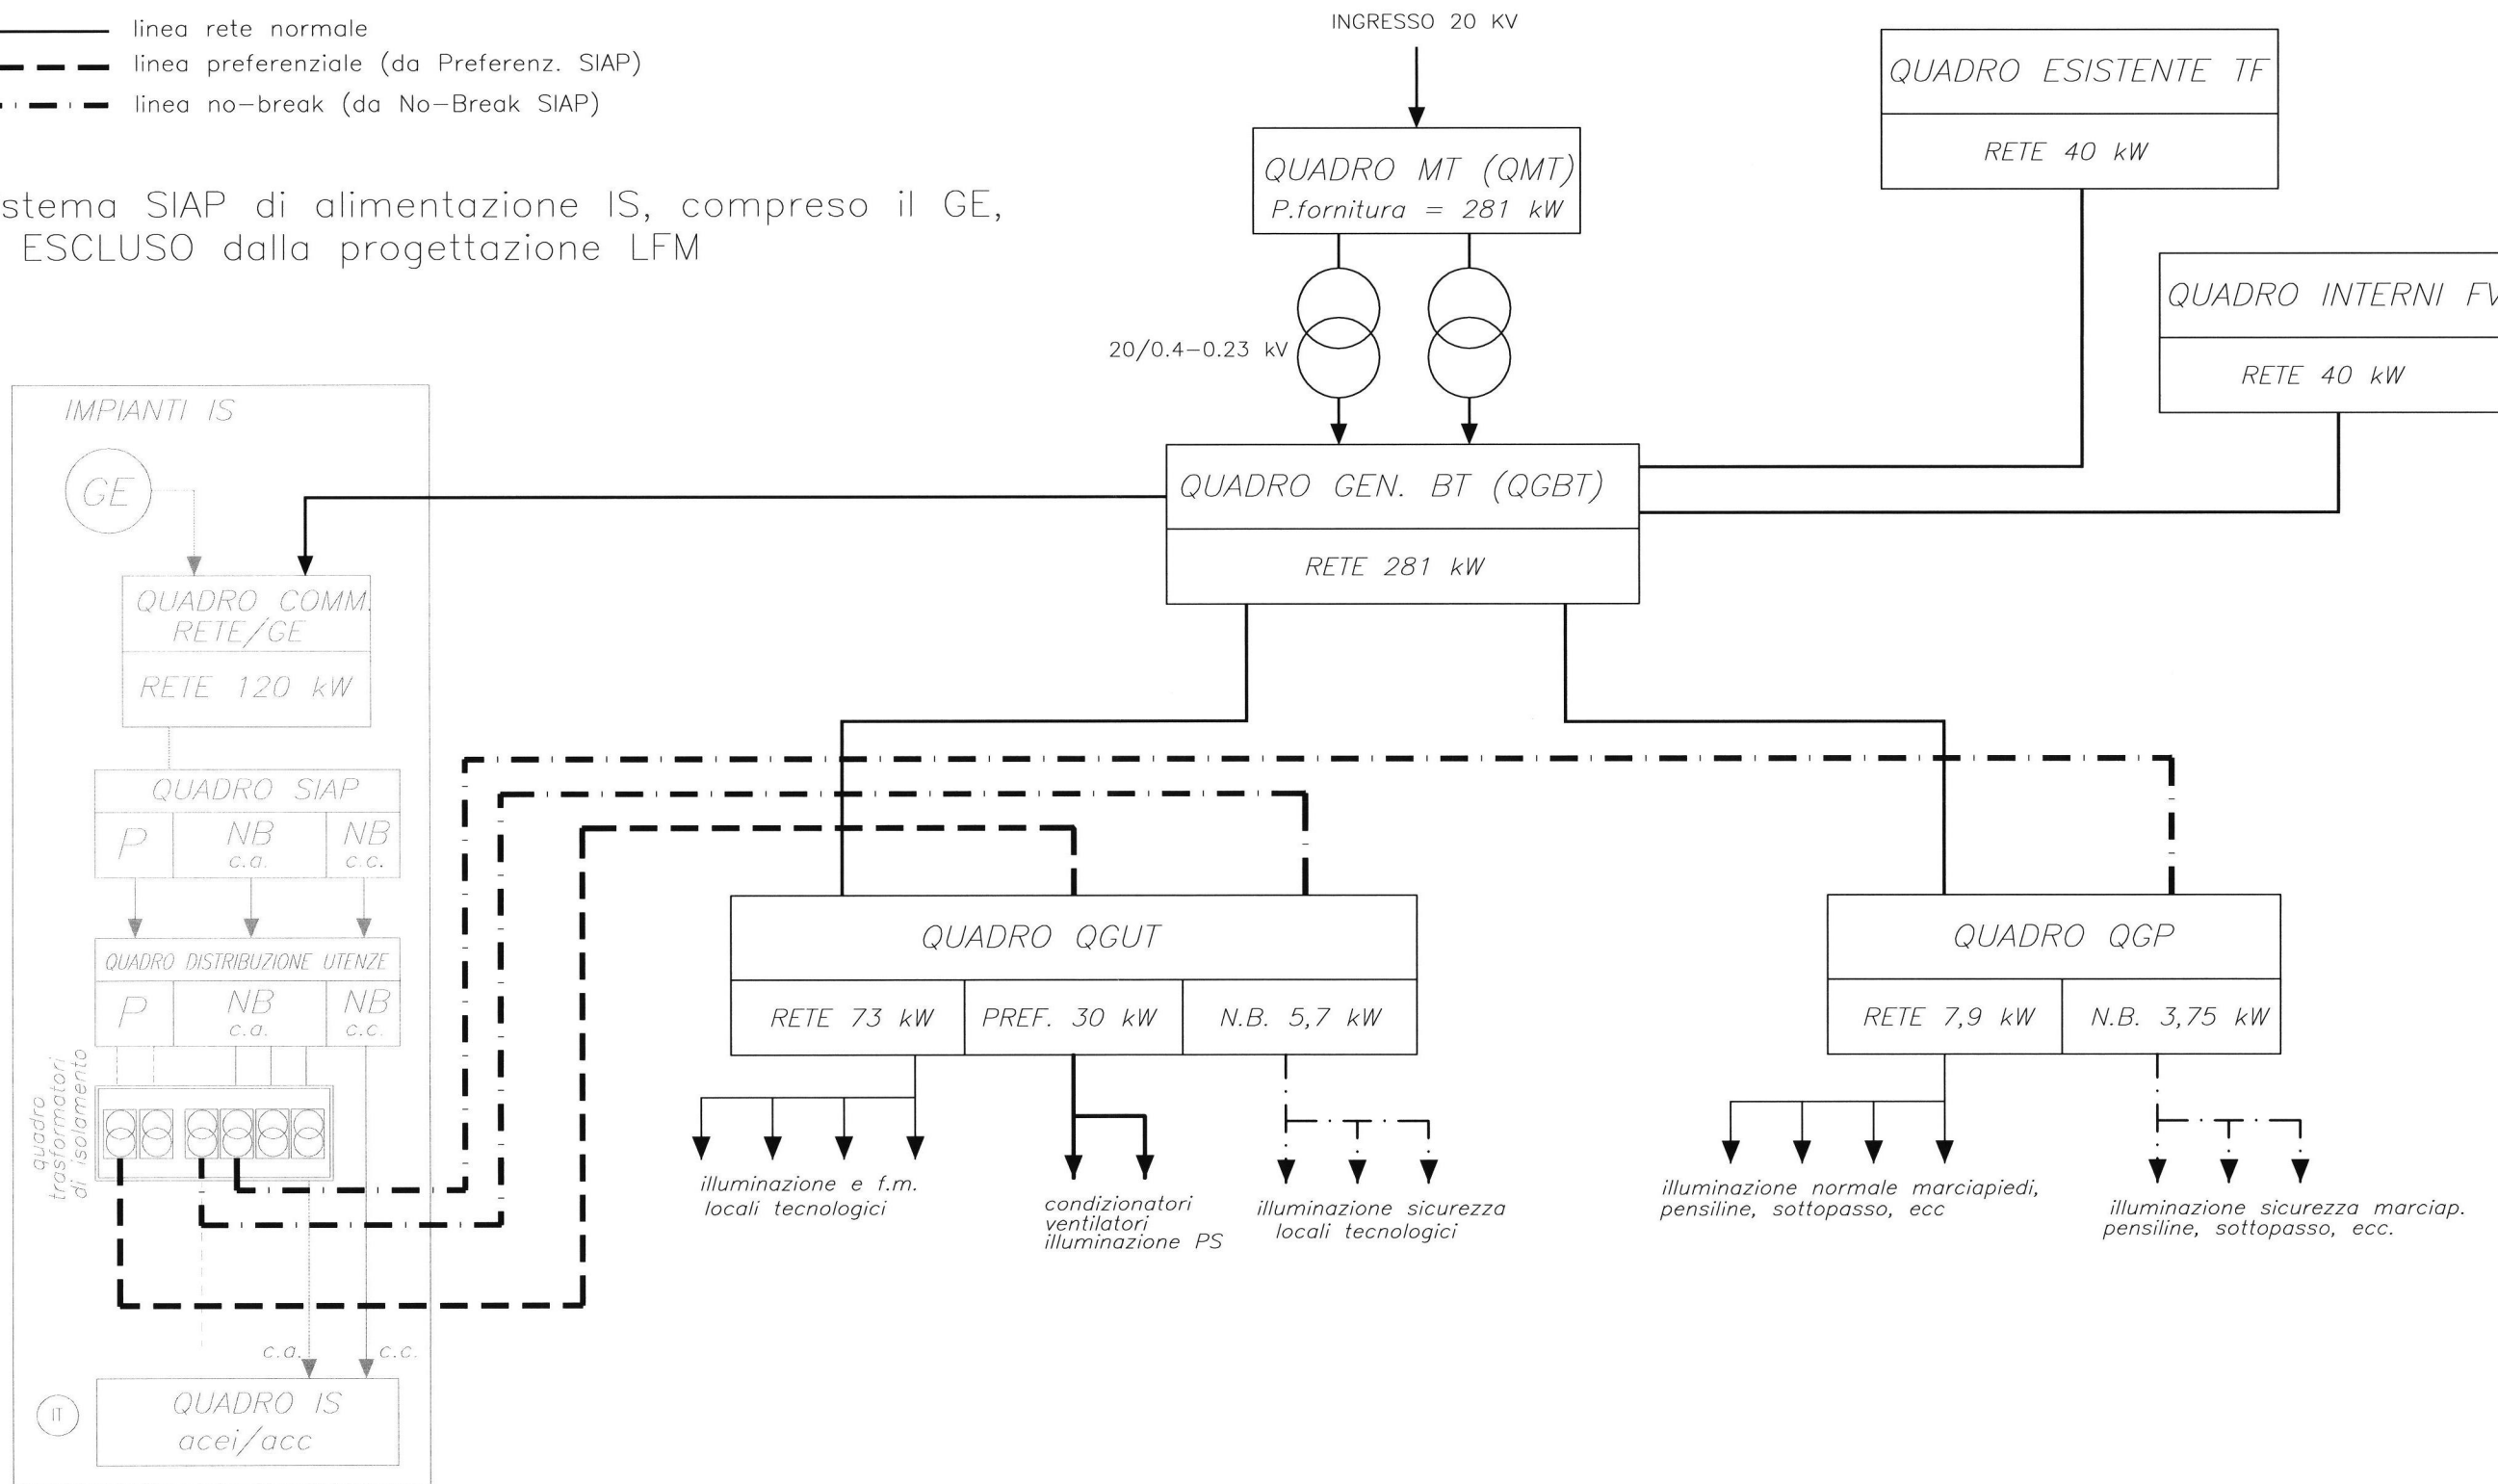 linea rete normale
linea preferenziale (da Preferenz. SIAP)
linea no-break (da No-Break SIAP)
stema SIAP di alimentazione IS, compreso il GE,
ESCLUSO dalla progettazione LFM
INGRESSO 20 KV
QUADRO MT (QMT)
P.fornitura = 281 kW
20/0.4-0.23 kV
QUADRO ESISTENTE TF
RETE 40 kW
QUADRO INTERNI FV
RETE 40 kW
QUADRO GEN. BT (QGBT)
RETE 281 kW
IMPIANTI IS
GE
QUADRO COMM.
RETE/GE
RETE 120 kW
QUADRO SIAP
P
NB
c.a.
NB
c.c.
QUADRO DISTRIBUZIONE UTENZE
P
NB
c.a.
NB
c.c.
quadro
trasformatori
di isolamento
c.a.
c.c.
IT
QUADRO IS
acei/acc
QUADRO QGUT
RETE 73 kW
PREF. 30 kW
N.B. 5,7 kW
illuminazione e f.m.
locali tecnologici
condizionatori
ventilatori
illuminazione PS
illuminazione sicurezza
locali tecnologici
QUADRO QGP
RETE 7,9 kW
N.B. 3,75 kW
illuminazione normale marciapiedi,
pensiline, sottopasso, ecc
illuminazione sicurezza marciap.
pensiline, sottopasso, ecc.